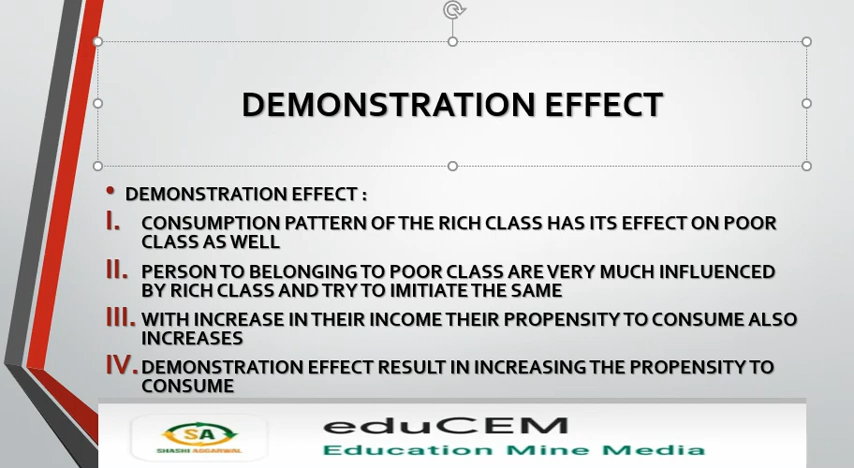 DEMONSTRATION EFFECT
• DEMONSTRATION EFFECT :
I. CONSUMPTION PATTERN OF THE RICH CLASS HAS ITS EFFECT ON POOR
CLASS AS WELL
II. PERSON TO BELONGING TO POOR CLASS ARE VERY MUCH INFLUENCED
BY RICH CLASS AND TRY TO IMITIATE THE SAME
III. WITH INCREASE IN THEIR INCOME THEIR PROPENSITY TO CONSUME ALSO
INCREASES
IV. DEMONSTRATION EFFECT RESULT IN INCREASING THE PROPENSITY TO
CONSUME
SA
SHASHI AGGARWAL
eduCEM
Education Mine Media